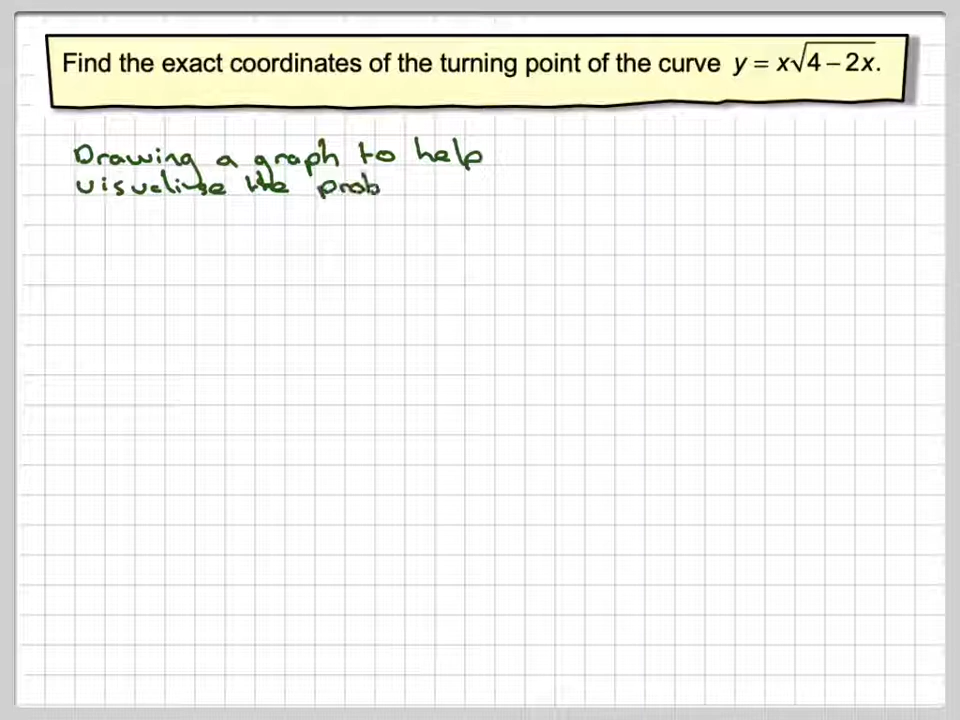 Find the exact coordinates of the turning point of the curve y = x√4 – 2x.
Drawing a graph to help
visualise the prob